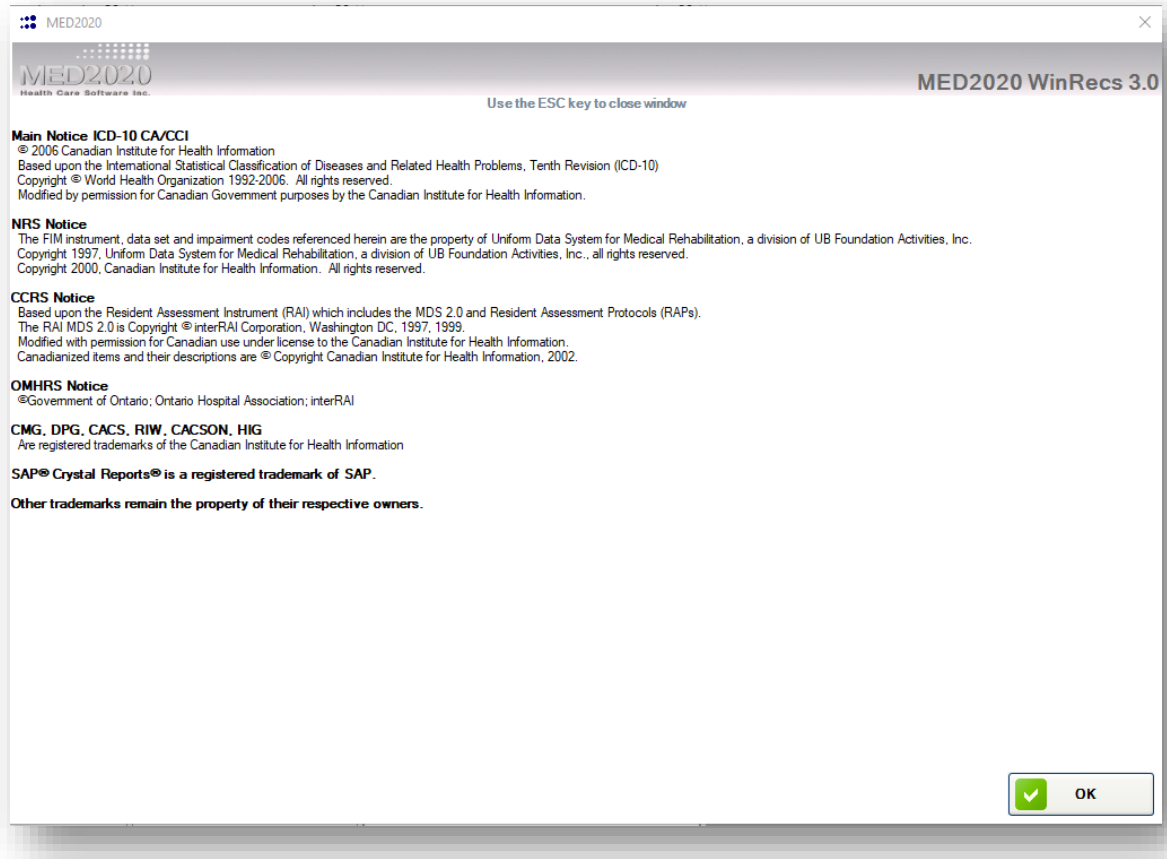 MED2020
MED2020
Health Care Software Inc.
MED2020 WinRecs 3.0
Use the ESC key to close window
Main Notice ICD-10 CA/CCI
© 2006 Canadian Institute for Health Information
Based upon the International Statistical Classification of Diseases and Related Health Problems, Tenth Revision (ICD-10)
Copyright © World Health Organization 1992-2006. All rights reserved.
Modified by permission for Canadian Government purposes by the Canadian Institute for Health Information.
NRS Notice
The FIM instrument, data set and impairment codes referenced herein are the property of Uniform Data System for Medical Rehabilitation, a division of UB Foundation Activities, Inc.
Copyright 1997, Uniform Data System for Medical Rehabilitation, a division of UB Foundation Activities, Inc., all rights reserved.
Copyright 2000, Canadian Institute for Health Information. All rights reserved.
CCRS Notice
Based upon the Resident Assessment Instrument (RAI) which includes the MDS 2.0 and Resident Assessment Protocols (RAPs).
The RAI MDS 2.0 is Copyright © interRAI Corporation, Washington DC, 1997, 1999.
Modified with permission for Canadian use under license to the Canadian Institute for Health Information.
Canadianized items and their descriptions are © Copyright Canadian Institute for Health Information, 2002.
OMHRS Notice
©Government of Ontario; Ontario Hospital Association; interRAI
CMG, DPG, CACS, RIW, CACSON, HIG
Are registered trademarks of the Canadian Institute for Health Information
SAP® Crystal Reports® is a registered trademark of SAP.
Other trademarks remain the property of their respective owners.
OK